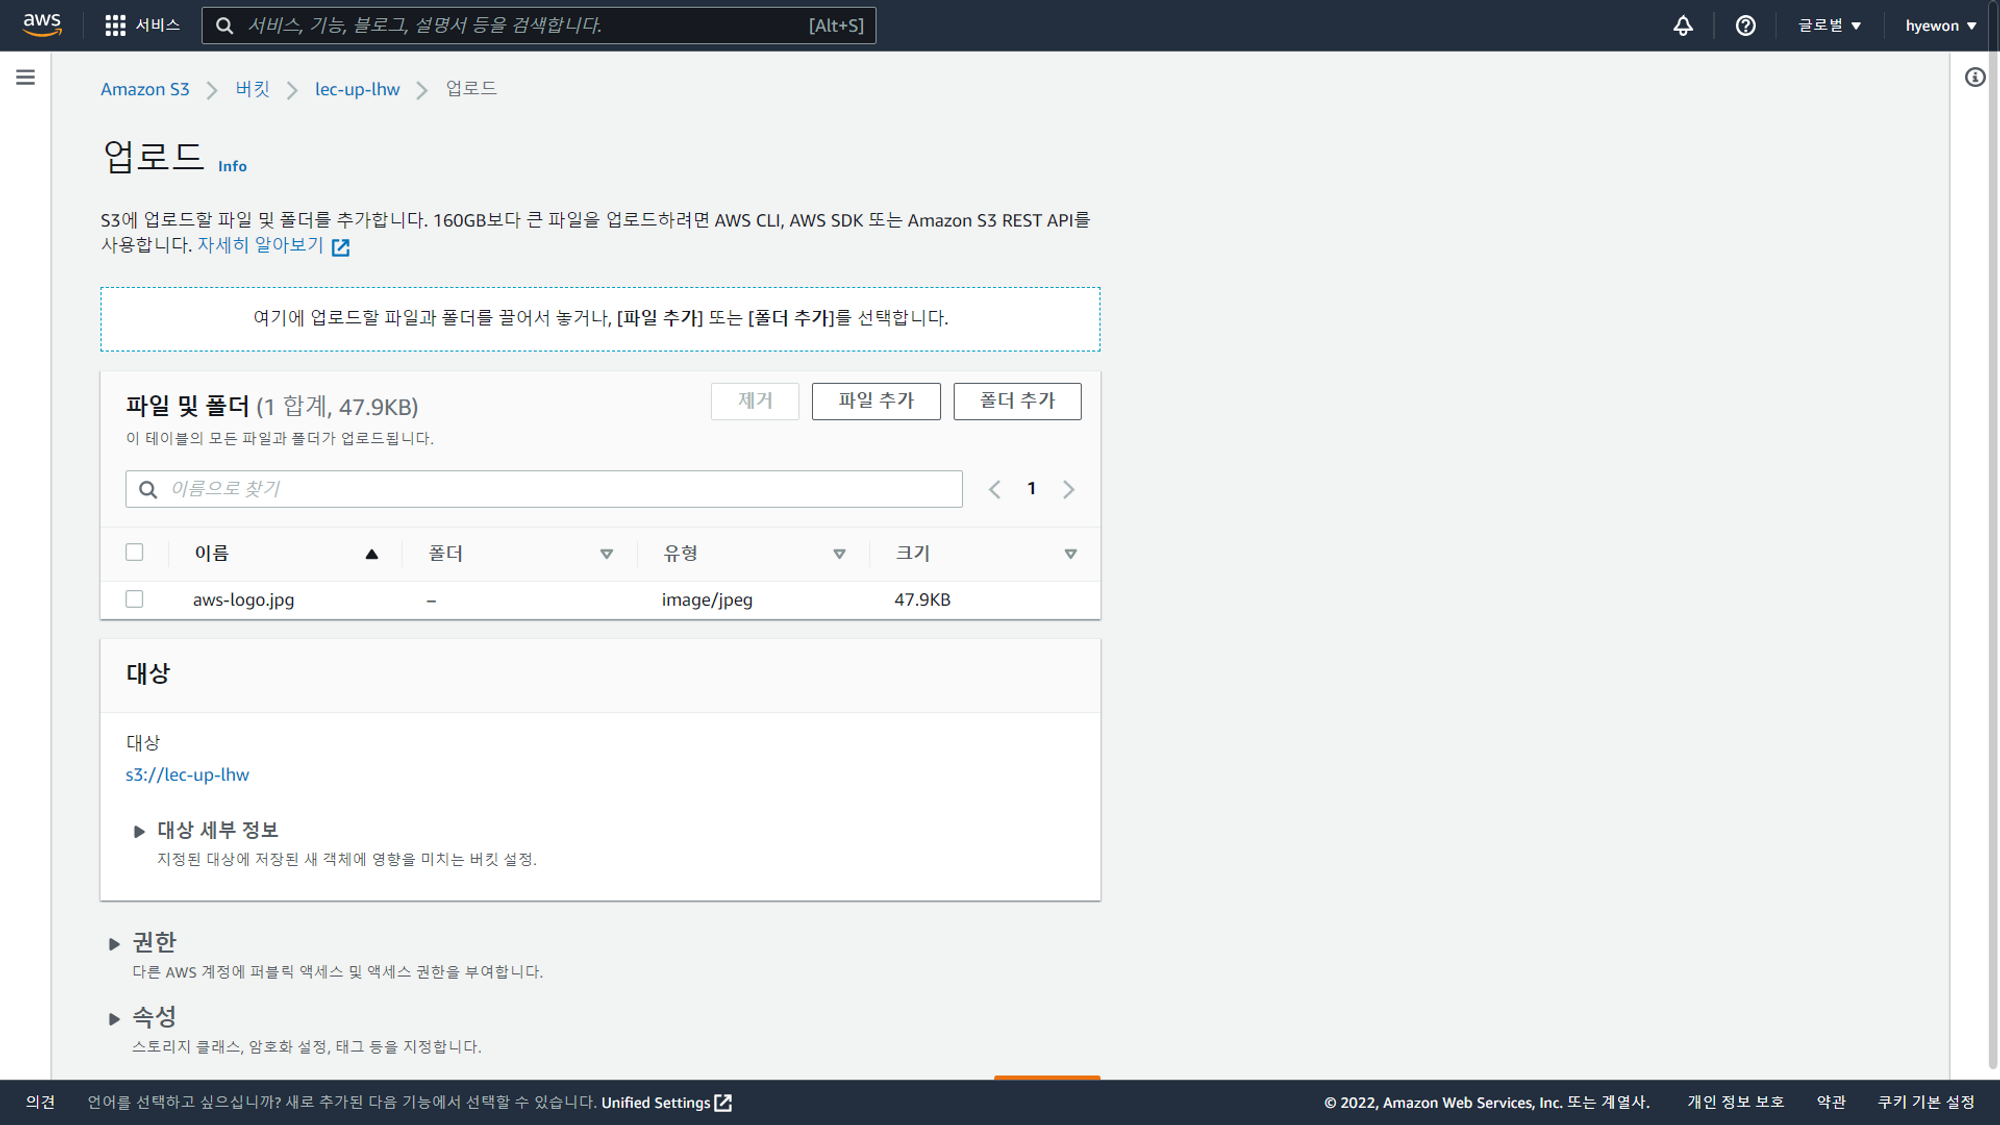 aws 서비스 서비스, 기능, 블로그, 설명서 등을 검색합니다. [Alt+S] 글로벌 hyewon
Amazon S3 버킷 lec-up-lhw 업로드
업로드 Info
S3에 업로드할 파일 및 폴더를 추가합니다. 160GB보다 큰 파일을 업로드하려면 AWS CLI, AWS SDK 또는 Amazon S3 REST API를
사용합니다. 자세히 알아보기
여기에 업로드할 파일과 폴더를 끌어서 놓거나, [파일 추가] 또는 [폴더 추가]를 선택합니다.
파일 및 폴더 (1 합계, 47.9KB) 제거 파일 추가 폴더 추가
이 테이블의 모든 파일과 폴더가 업로드됩니다.
이름으로 찾기 1
이름 폴더 유형 크기
aws-logo.jpg – image/jpeg 47.9KB
대상
대상
s3://lec-up-lhw
대상 세부 정보
지정된 대상에 저장된 새 객체에 영향을 미치는 버킷 설정.
권한
다른 AWS 계정에 퍼블릭 액세스 및 액세스 권한을 부여합니다.
속성
스토리지 클래스, 암호화 설정, 태그 등을 지정합니다.
의견 언어를 선택하고 싶으십니까? 새로 추가된 다음 기능에서 선택할 수 있습니다. Unified Settings © 2022, Amazon Web Services, Inc. 또는 계열사. 개인 정보 보호 약관 쿠키 기본 설정